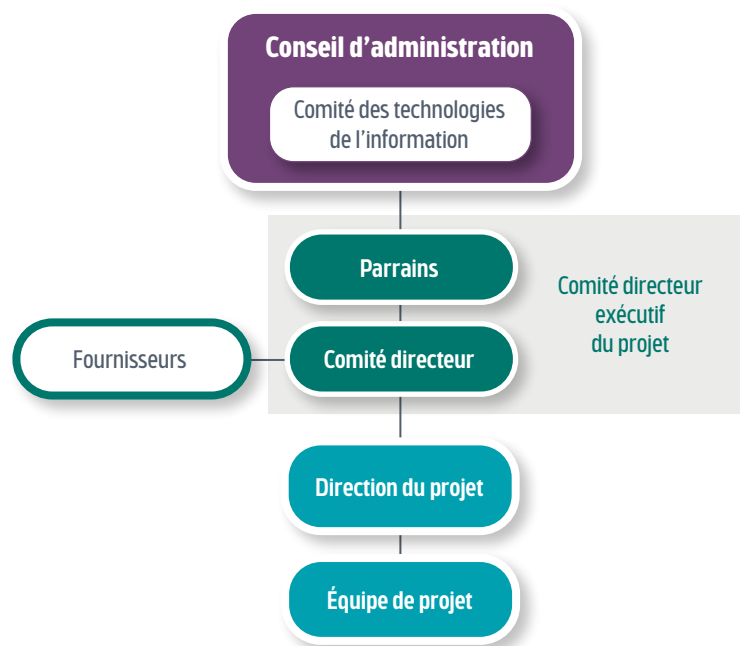 Conseil d'administration
Comité des technologies
de l'information
Parrains
Comité directeur
exécutif
du projet
Fournisseurs
Comité directeur
Direction du projet
Équipe de projet